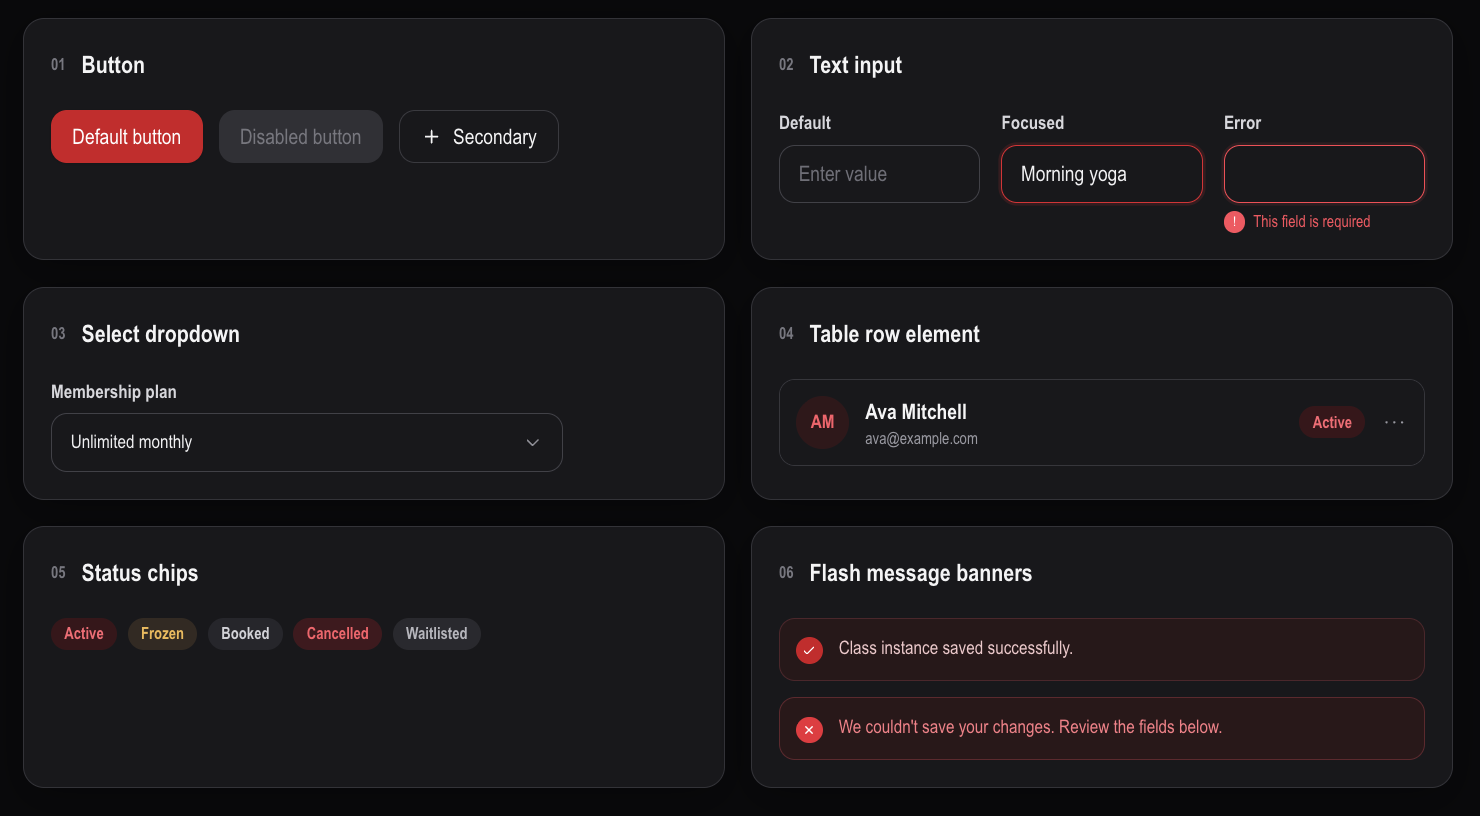 01 Button
Default button
Disabled button
+ Secondary
02 Text input
Default
Enter value
Focused
Morning yoga
Error
! This field is required
03 Select dropdown
Membership plan
Unlimited monthly
04 Table row element
AM
Ava Mitchell
ava@example.com
Active
···
05 Status chips
Active
Frozen
Booked
Cancelled
Waitlisted
06 Flash message banners
Class instance saved successfully.
We couldn't save your changes. Review the fields below.